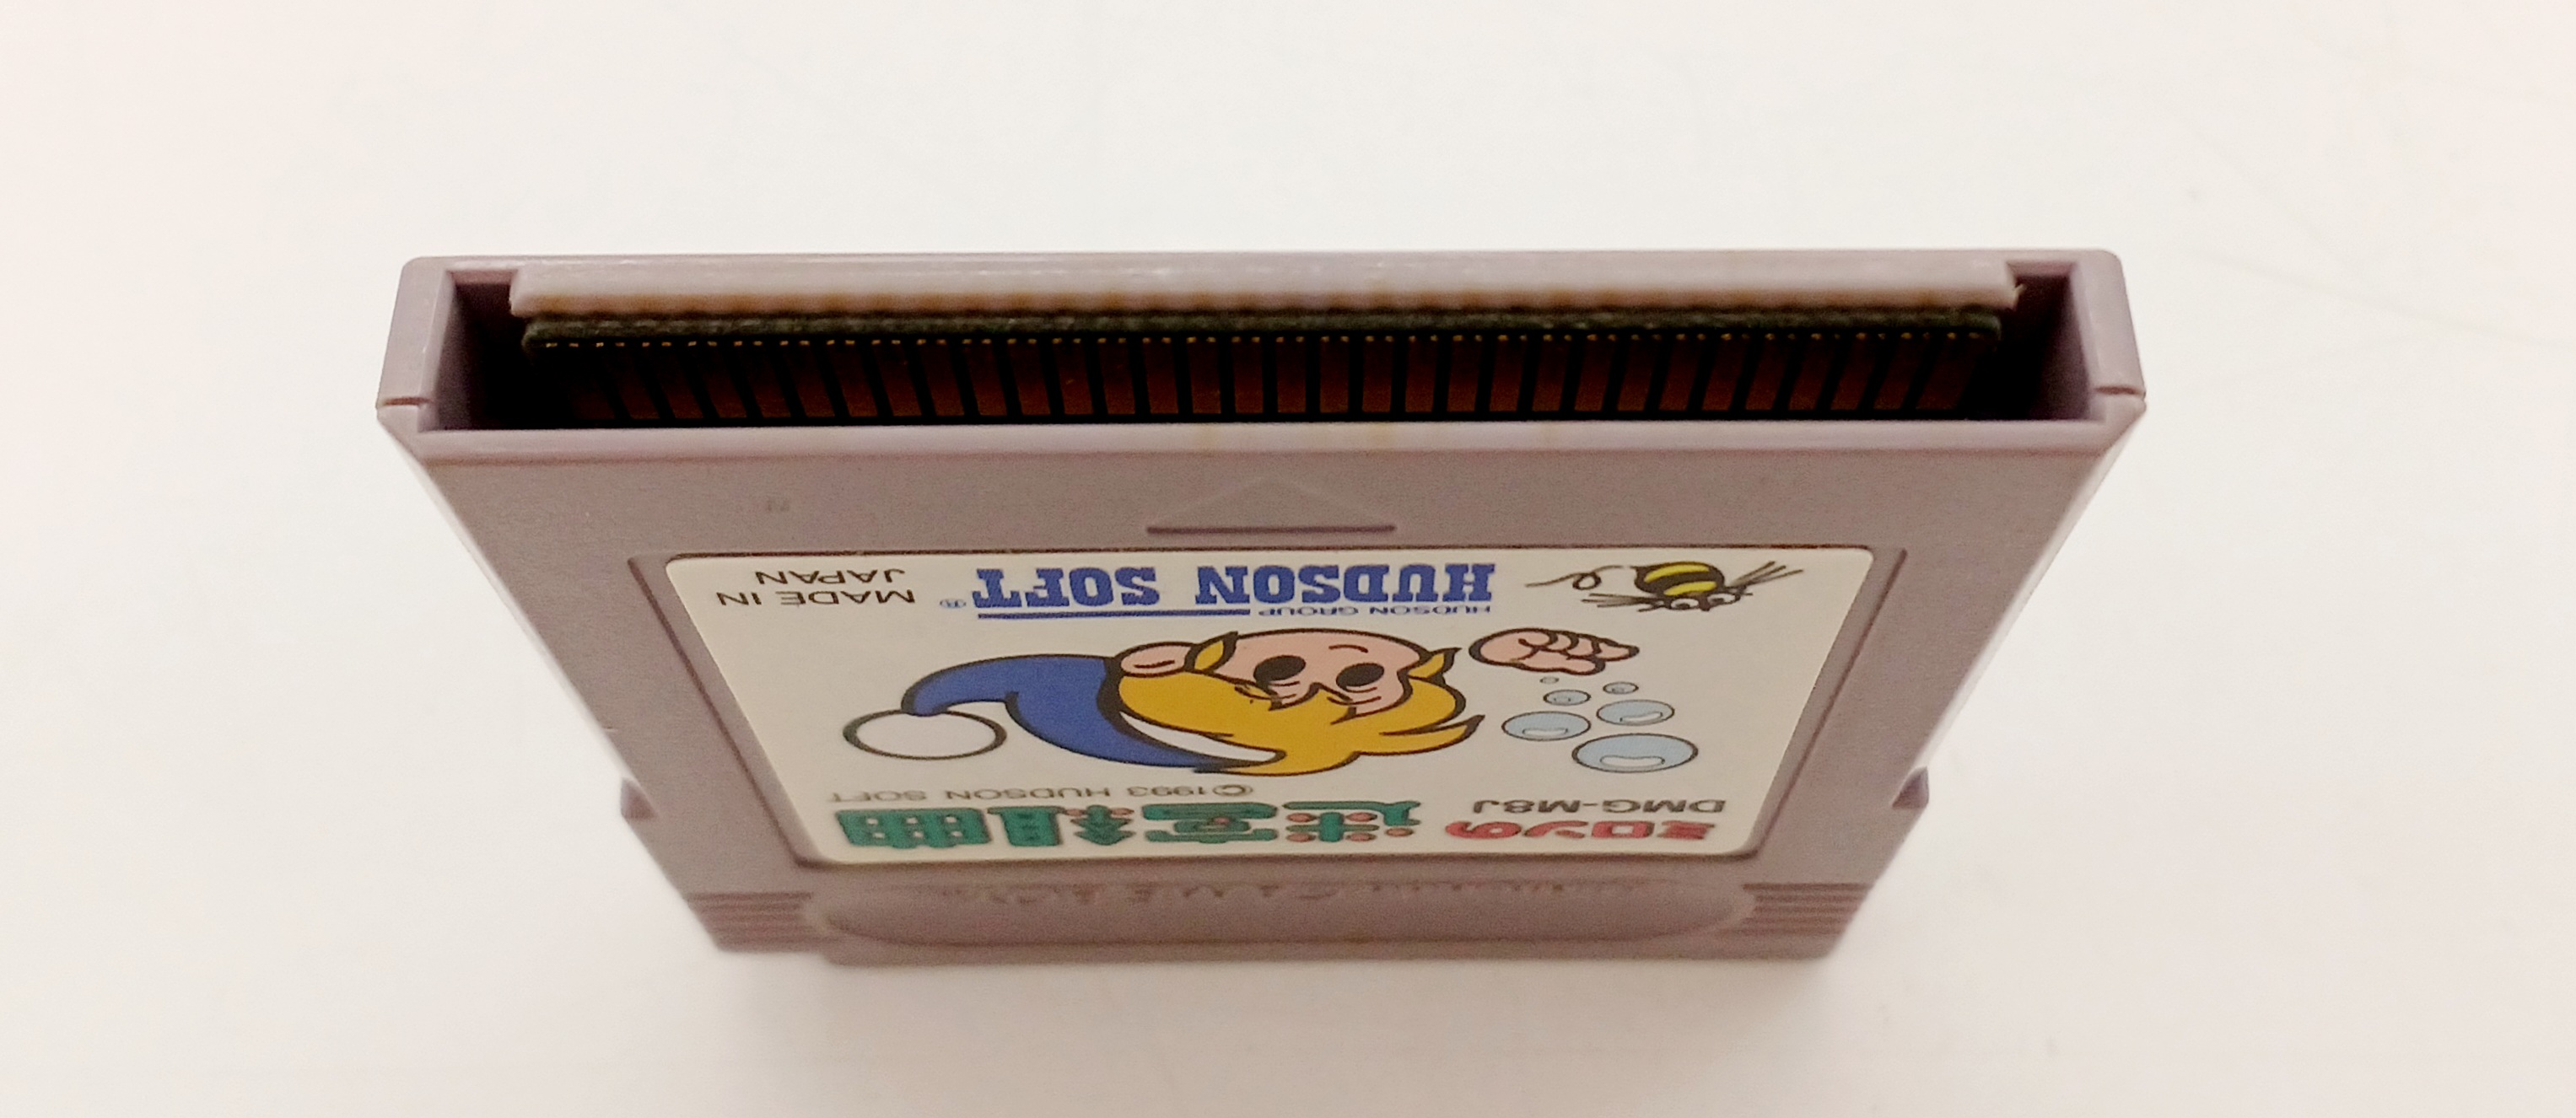 ミロンの迷宮組曲
DMG-M8J
©1993 HUDSON SOFT
HUDSON GROUP
HUDSON SOFT®
MADE IN
JAPAN